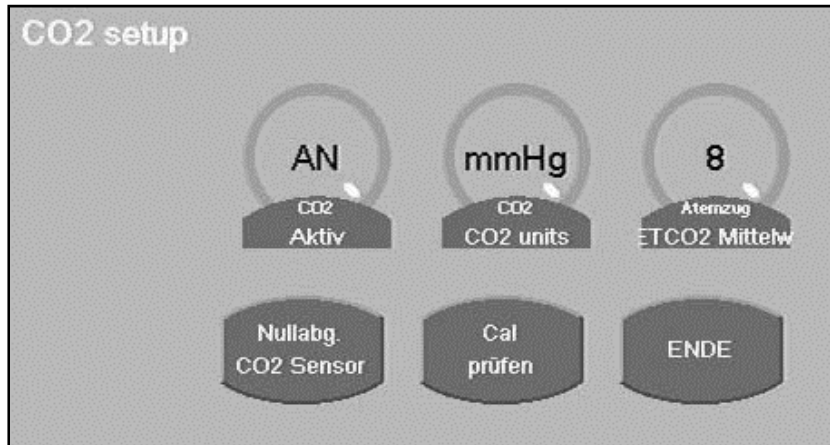 CO2 setup
AN
mmHg
8
CO2
Aktiv
CO2
CO2 units
Atemzug
ETCO2 Mittelw
Nullabg.
CO2 Sensor
Cal
prüfen
ENDE